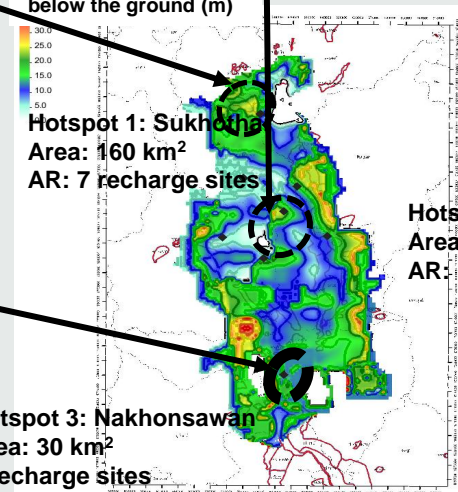 below the ground (m)
30.0
25.0
20.0
15.0
10.0
5.0
Hotspot 1: Sukhotha
Area: 160 km²
AR: 7 recharge sites
Hots
Area
AR:
tspot 3: Nakhonsawan
ea: 30 km²
echarge sites